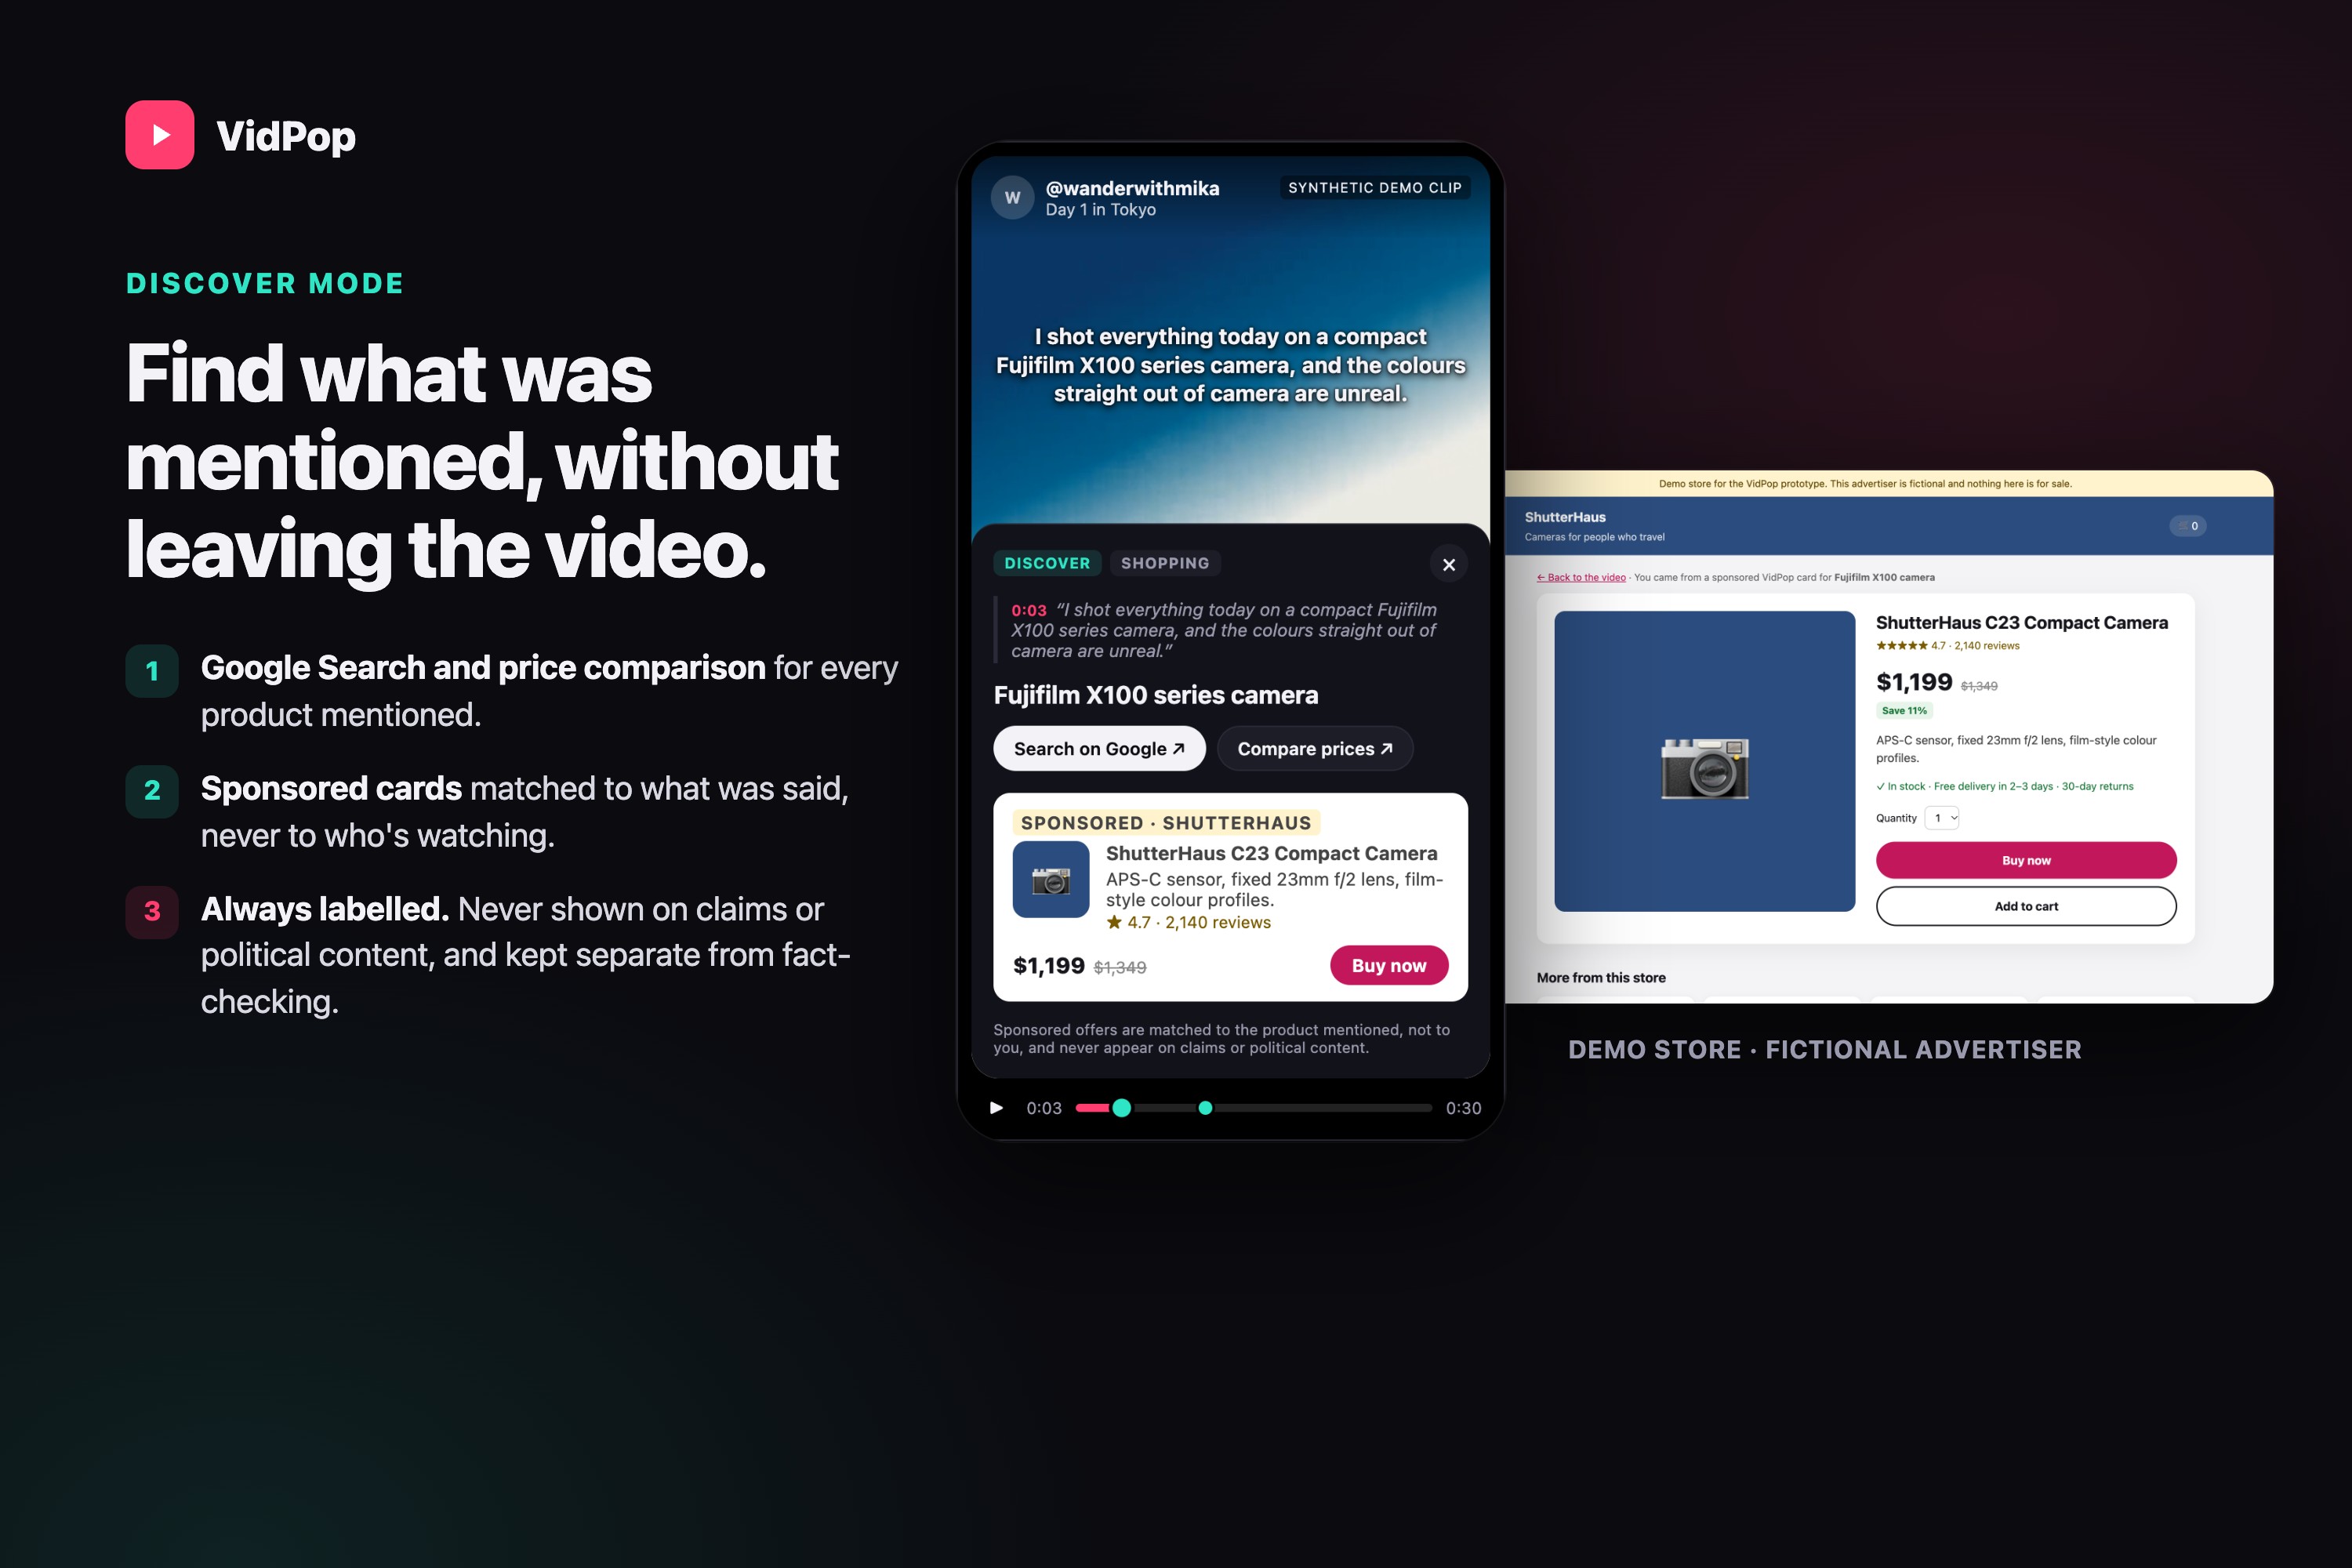 VidPop
DISCOVER MODE
Find what was
mentioned, without
leaving the video.
1
Google Search and price comparison for every
product mentioned.
2
Sponsored cards matched to what was said,
never to who's watching.
3
Always labelled. Never shown on claims or
political content, and kept separate from fact-
checking.
W
@wanderwithmika
Day 1 in Tokyo
SYNTHETIC DEMO CLIP
I shot everything today on a compact
Fujifilm X100 series camera, and the colours
straight out of camera are unreal.
DISCOVER
SHOPPING
0:03 “I shot everything today on a compact Fujifilm
X100 series camera, and the colours straight out of
camera are unreal.”
Fujifilm X100 series camera
Search on Google ↗
Compare prices ↗
SPONSORED · SHUTTERHAUS
ShutterHaus C23 Compact Camera
APS-C sensor, fixed 23mm f/2 lens, film-
style colour profiles.
★ 4.7 · 2,140 reviews
$1,199 $1,349
Buy now
Sponsored offers are matched to the product mentioned, not to
you, and never appear on claims or political content.
0:03
0:30
Demo store for the VidPop prototype. This advertiser is fictional and nothing here is for sale.
ShutterHaus
Cameras for people who travel
0
← Back to the video · You came from a sponsored VidPop card for Fujifilm X100 camera
ShutterHaus C23 Compact Camera
★★★★★ 4.7 · 2,140 reviews
$1,199 $1,349
Save 11%
APS-C sensor, fixed 23mm f/2 lens, film-style colour
profiles.
✓ In stock · Free delivery in 2–3 days · 30-day returns
Quantity 1
Buy now
Add to cart
More from this store
DEMO STORE · FICTIONAL ADVERTISER